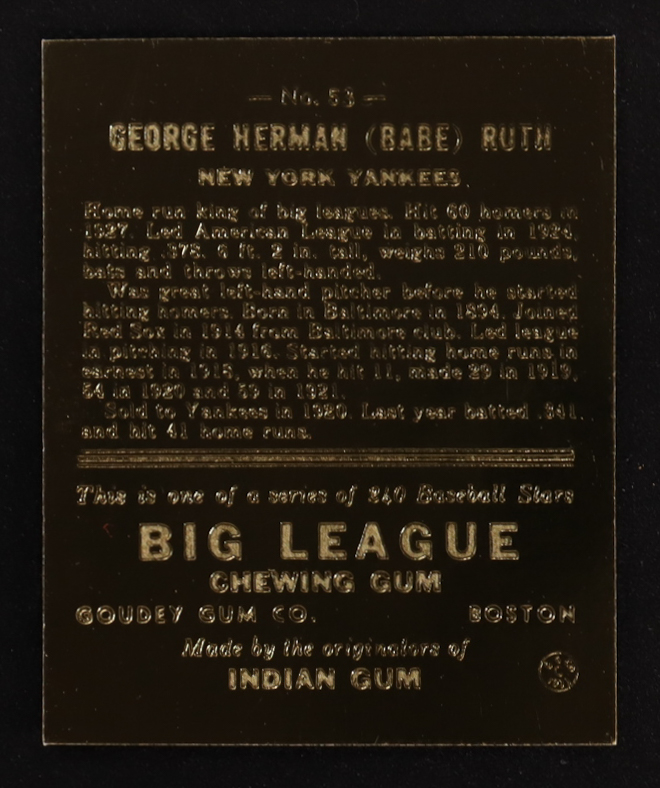 — No. 53 —
GEORGE HERMAN (BABE) RUTH
NEW YORK YANKEES
Home run king of big leagues. Hit 60 homers in
1927. Led American League in batting in 1924,
hitting .378. 6 ft. 2 in. tall, weighs 210 pounds,
bats and throws left-handed.
Was great left-hand pitcher before he started
hitting homers. Born in Baltimore in 1894. Joined
Red Sox in 1914 from Baltimore club. Led league
in pitching in 1916. Started hitting home runs in
earnest in 1918, when he hit 11, made 29 in 1919,
54 in 1920 and 59 in 1921.
Sold to Yankees in 1920. Last year batted .341
and hit 41 home runs.
This is one of a series of 240 Baseball Stars
BIG LEAGUE
CHEWING GUM
GOUDEY GUM CO. BOSTON
Made by the originators of
INDIAN GUM